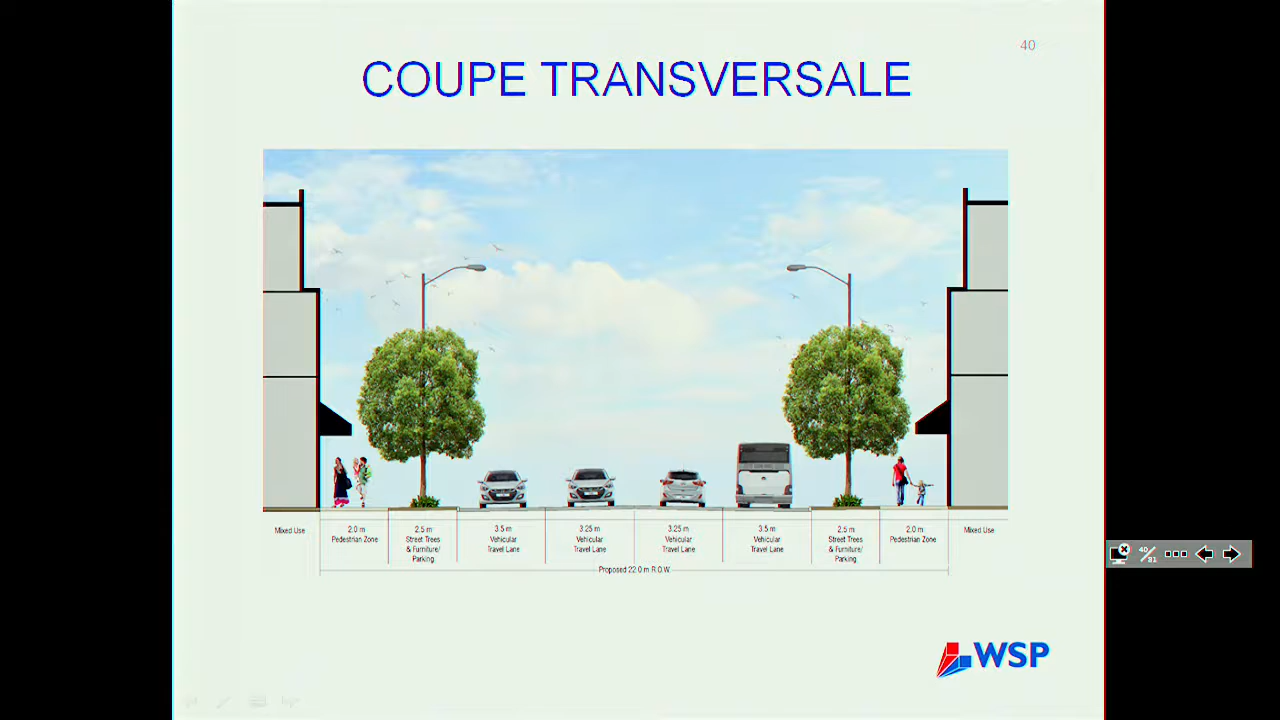 40
COUPE TRANSVERSALE
Mixed Use
2.0 m
Pedestrian Zone
2.5 m
Street Trees
& Furniture/
Parking
3.5 m
Vehicular
Travel Lane
3.25 m
Vehicular
Travel Lane
3.25 m
Vehicular
Travel Lane
3.5 m
Vehicular
Travel Lane
2.5 m
Street Trees
& Furniture/
Parking
2.0 m
Pedestrian Zone
Mixed Use
Proposed 22.0 m R.O.W.
40/81
WSP